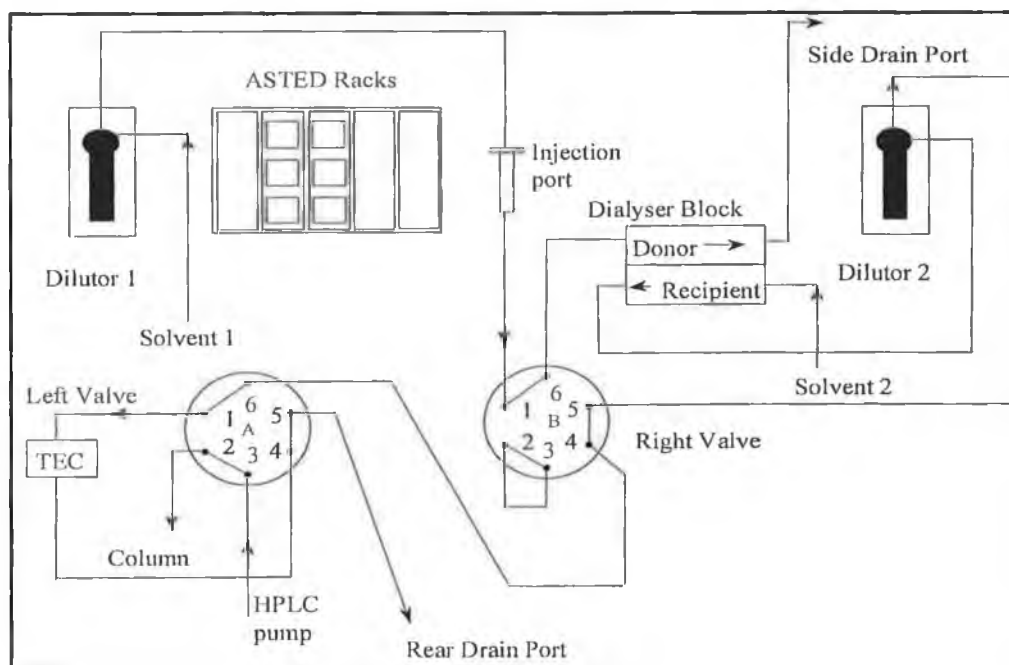 ASTED Racks
Side Drain Port
Injection
port
Dialyser Block
Donor
Recipient
Dilutor 1
Dilutor 2
Solvent 1
Solvent 2
Left Valve
TEC
1 6 5
A
2 3 4
1 6 5
B
2 3 4
Right Valve
Column
HPLC
pump
Rear Drain Port